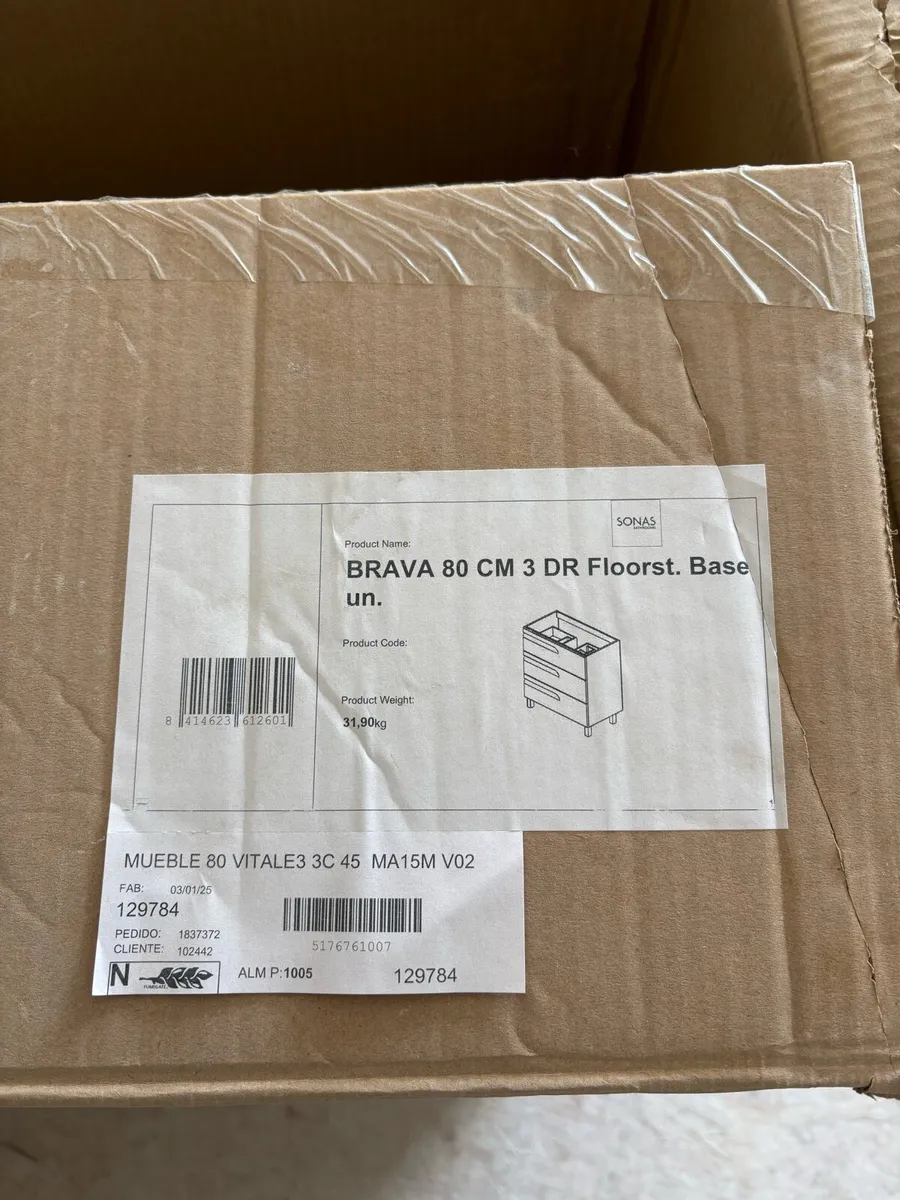 SONAS
BATHROOMS
Product Name:
BRAVA 80 CM 3 DR Floorst. Base
un.
Product Code:
Product Weight:
31,90kg
8 414623 612601
MUEBLE 80 VITALE3 3C 45 MA15M V02
FAB: 03/01/25
129784
PEDIDO: 1837372
CLIENTE: 102442
5176761007
N
FUMIGATE
ALM P:1005
129784